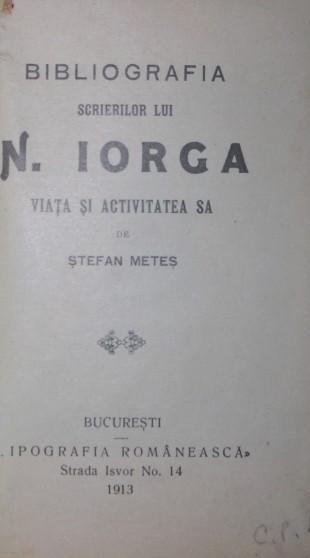 BIBLIOGRAFIA
SCRIERILOR LUI
N. IORGA
VIAȚA ȘI ACTIVITATEA SA
DE
ȘTEFAN METEȘ
BUCUREȘTI
IPOGRAFIA ROMÂNEASCĂ»
Strada Isvor No. 14
1913
C.P.